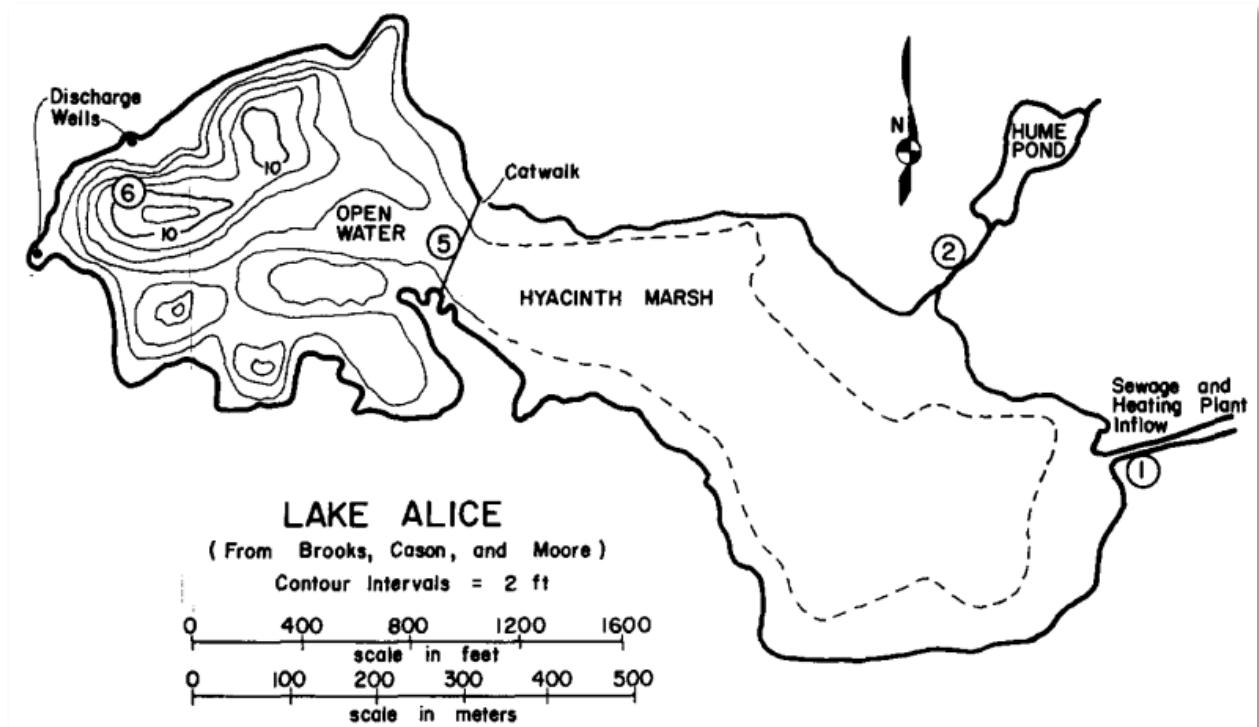 Discharge
Wells
6
10
10
OPEN
WATER
5
Catwalk
HYACINTH MARSH
N
HUME
POND
2
Sewage and
Heating Plant
Inflow
1
LAKE ALICE
( From Brooks, Cason, and Moore )
Contour Intervals = 2 ft
0 400 800 1200 1600
scale in feet
0 100 200 300 400 500
scale in meters